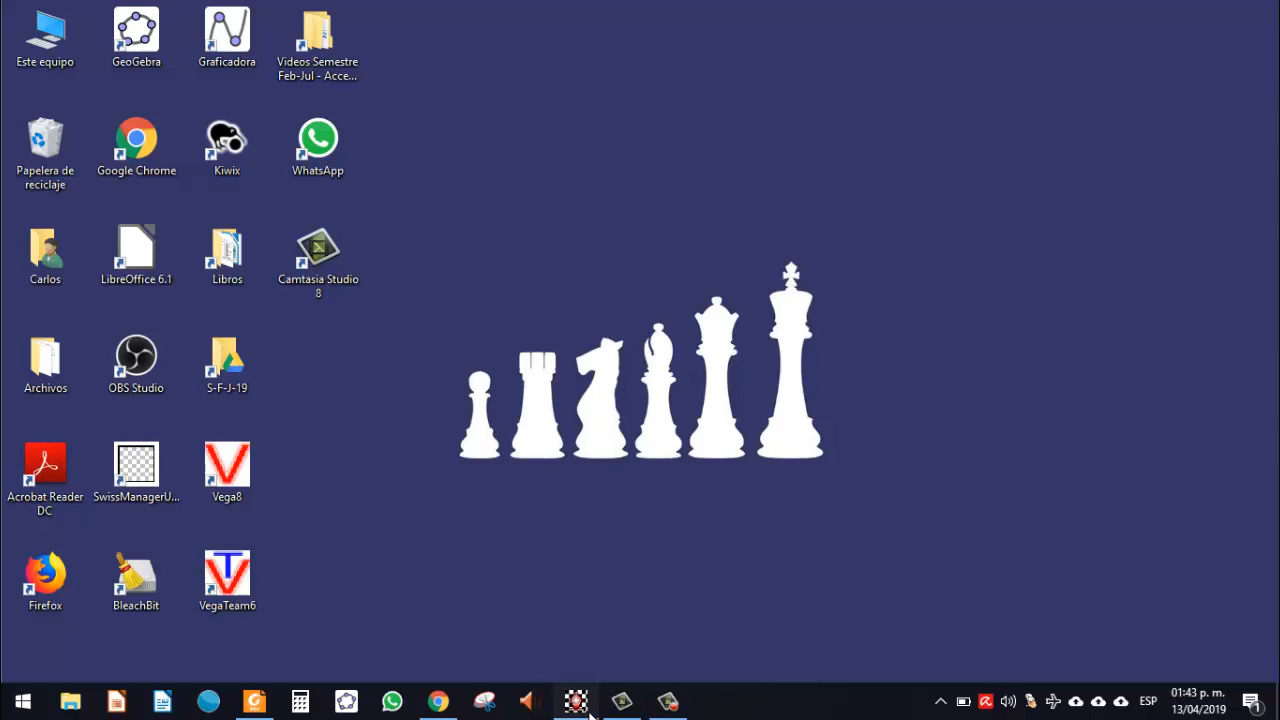 Este equipo
GeoGebra
Graficadora
Videos Semestre
Feb-Jul - Acce...
Papelera de
reciclaje
Google Chrome
Kiwix
WhatsApp
Carlos
LibreOffice 6.1
Libros
Camtasia Studio
8
Archivos
OBS Studio
S-F-J-19
Acrobat Reader
DC
SwissManagerU...
Vega8
Firefox
BleachBit
VegaTeam6
ESP
01:43 p. m.
13/04/2019